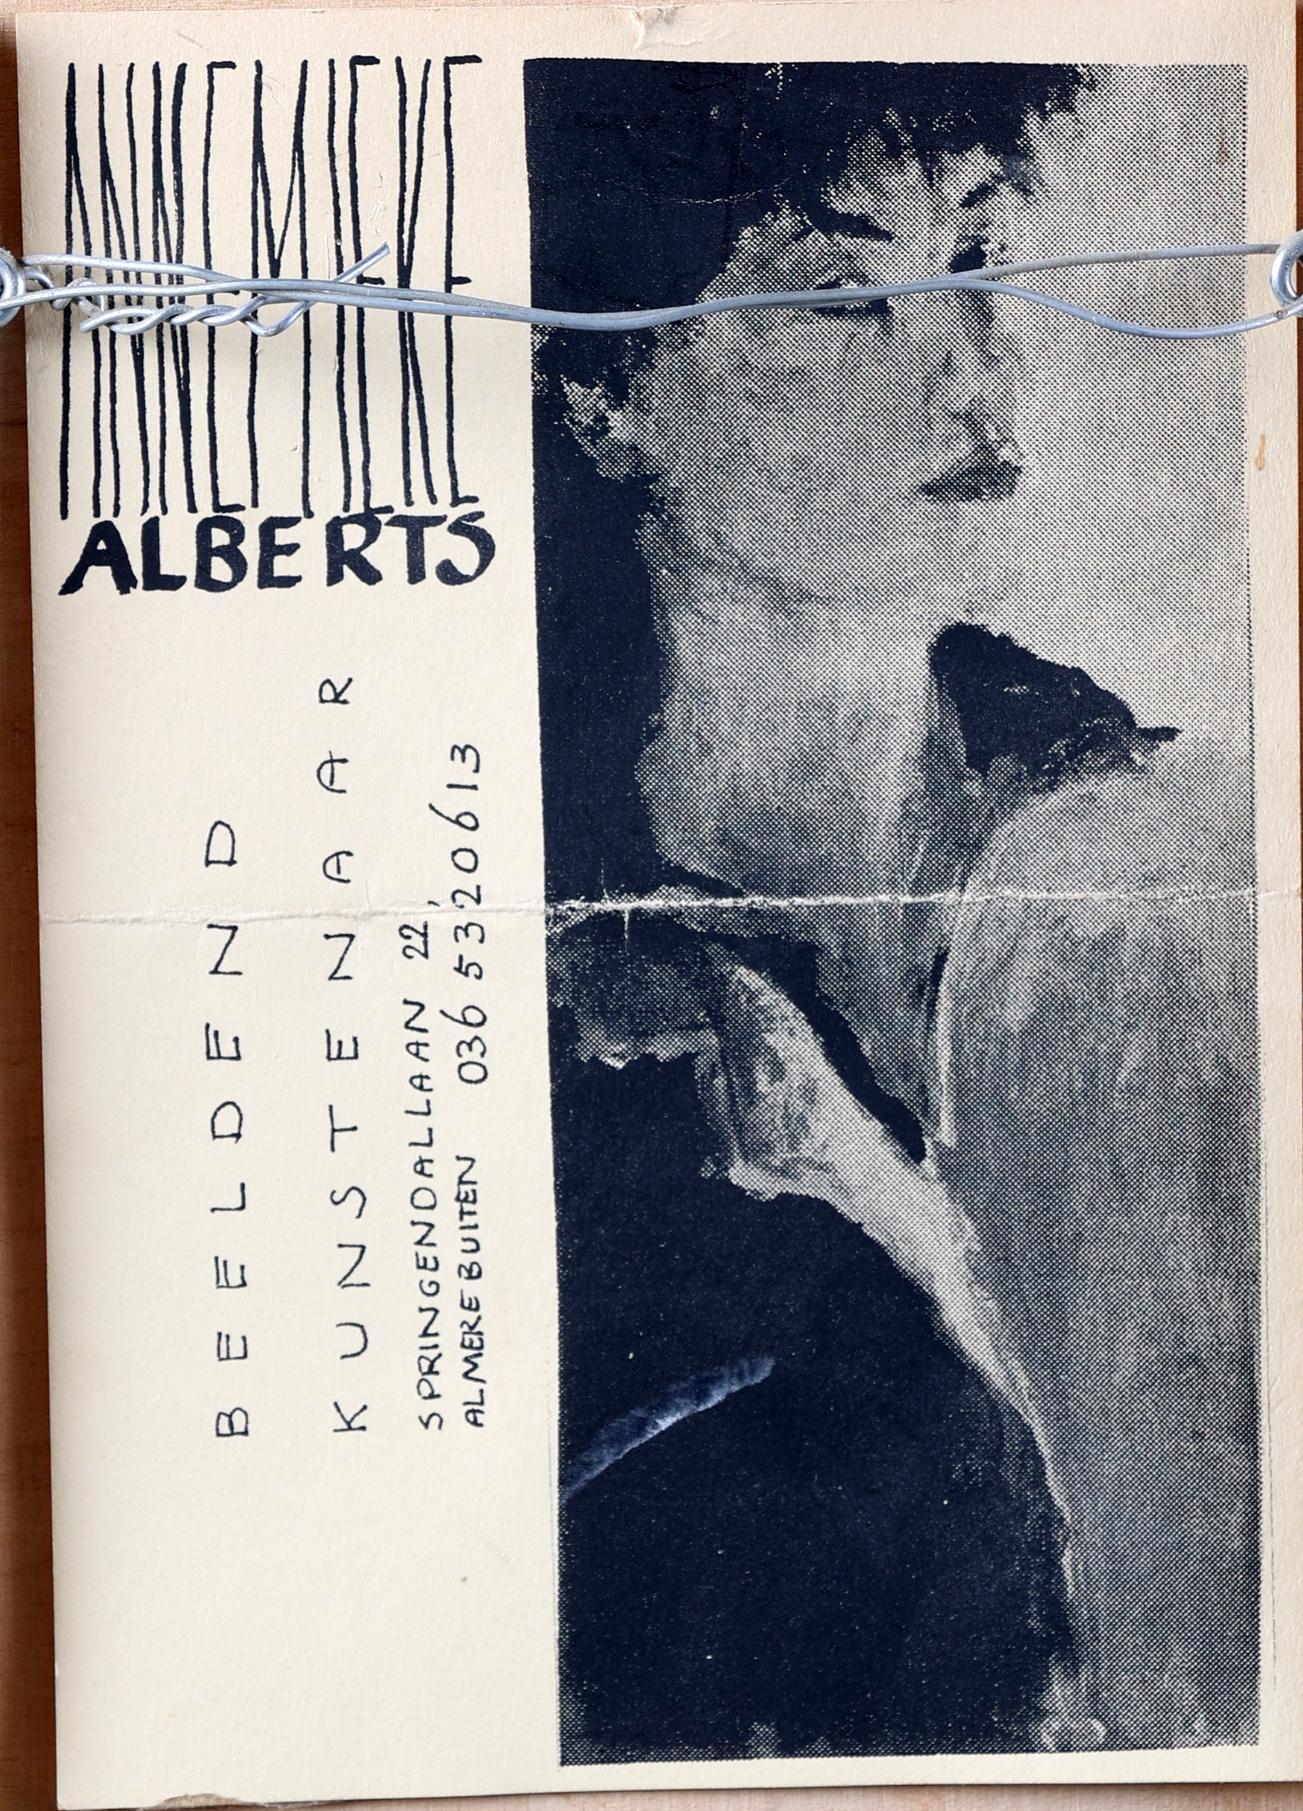 ANNEMIEKE
ALBERTS
BEELDEND
KUNSTENAAR
SPRINGENDALLAAN 22,
ALMERE BUITEN 036 5320613